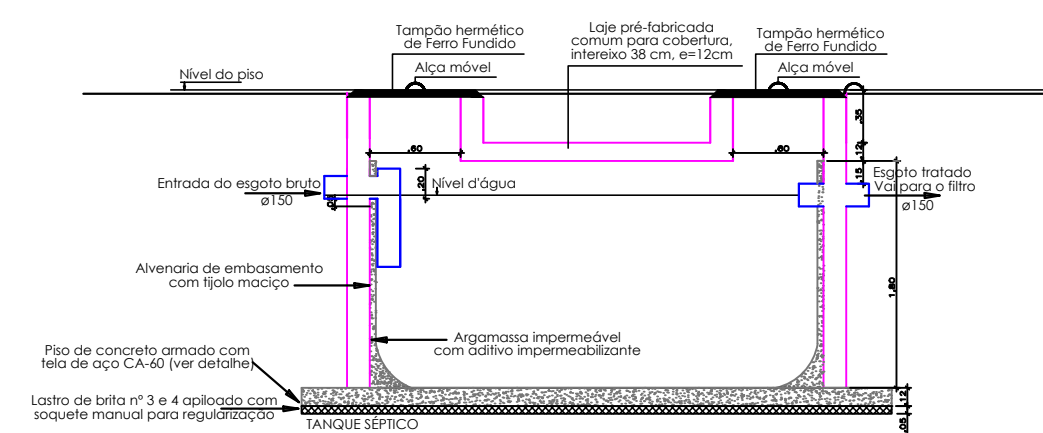 Tampão hermético
de Ferro Fundido
Alça móvel
Laje pré-fabricada
comum para cobertura,
intereixo 38 cm, e=12cm
Tampão hermético
de Ferro Fundido
Alça móvel
Nível do piso
.35
.12
.60
.60
.15
.20
Entrada do esgoto bruto
ø150
Nível d'água
Esgoto tratado
Vai para o filtro
ø150
Alvenaria de embasamento
com tijolo maciço
1,80
Argamassa impermeável
com aditivo impermeabilizante
Piso de concreto armado com
tela de aço CA-60 (ver detalhe)
Lastro de brita nº 3 e 4 apiloado com
soquete manual para regularização
.12
.05
TANQUE SÉPTICO